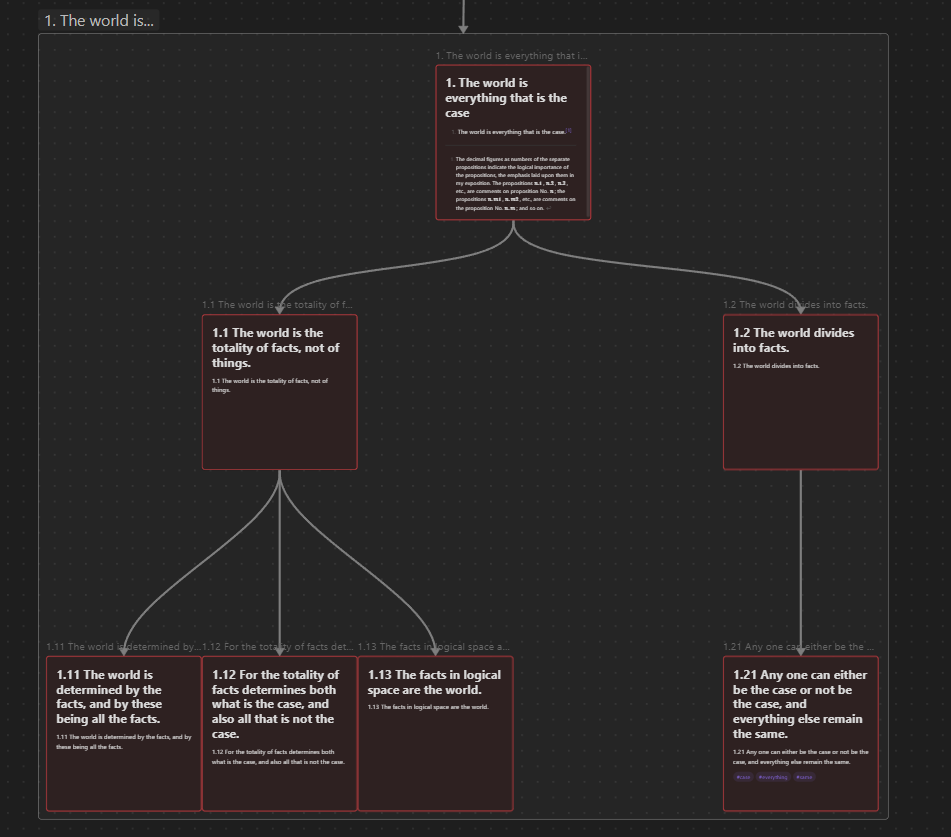 1. The world is...
1. The world is everything that i...
1. The world is
everything that is the
case
1. The world is everything that is the case.[1]
The decimal figures as numbers of the separate
propositions indicate the logical importance of
the propositions, the emphasis laid upon them in
my exposition. The propositions n.1, n.2, n.3,
etc., are comments on proposition No. n; the
propositions n.m1, n.m2, etc., are comments on
the proposition No. n.m; and so on. ↩
1.1 The world is the totality of f...
1.2 The world divides into facts.
1.1 The world is the
totality of facts, not of
things.
1.1 The world is the totality of facts, not of
things.
1.2 The world divides
into facts.
1.2 The world divides into facts.
1.11 The world is determined by...
1.12 For the totality of facts det...
1.13 The facts in logical space a...
1.21 Any one can either be the ...
1.11 The world is
determined by the
facts, and by these
being all the facts.
1.11 The world is determined by the facts, and by
these being all the facts.
1.12 For the totality of
facts determines both
what is the case, and
also all that is not the
case.
1.12 For the totality of facts determines both
what is the case, and also all that is not the case.
1.13 The facts in logical
space are the world.
1.13 The facts in logical space are the world.
1.21 Any one can either
be the case or not be
the case, and
everything else remain
the same.
1.21 Any one can either be the case or not be the
case, and everything else remain the same.
#case #everything #same